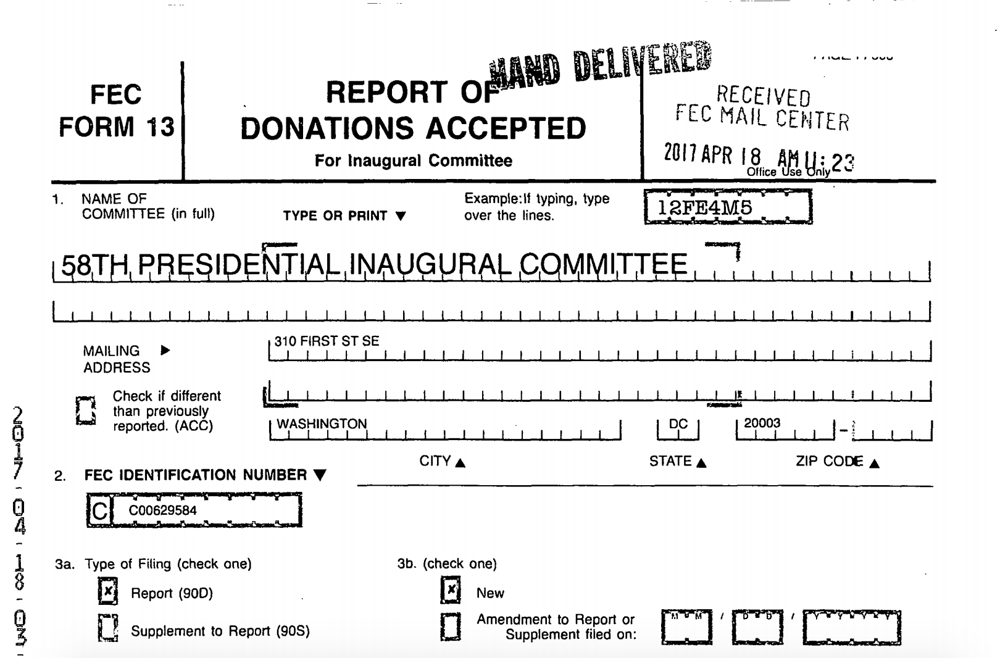 HAND DELIVERED
FEC
FORM 13
REPORT OF
DONATIONS ACCEPTED
For Inaugural Committee
RECEIVED
FEC MAIL CENTER
2017 APR 18 AM 11:23
Office Use Only
1. NAME OF
COMMITTEE (in full)
TYPE OR PRINT ▼
Example:If typing, type
over the lines.
12FE4M5
58TH PRESIDENTIAL INAUGURAL COMMITTEE
MAILING ▶
ADDRESS
310 FIRST ST SE
Check if different
than previously
reported. (ACC)
WASHINGTON DC 20003 –
CITY ▲ STATE ▲ ZIP CODE ▲
2. FEC IDENTIFICATION NUMBER ▼
C C00629584
3a. Type of Filing (check one)
x Report (90D)
Supplement to Report (90S)
3b. (check one)
x New
Amendment to Report or
Supplement filed on:
M M / D D / Y Y Y Y
2017-04-18-03-